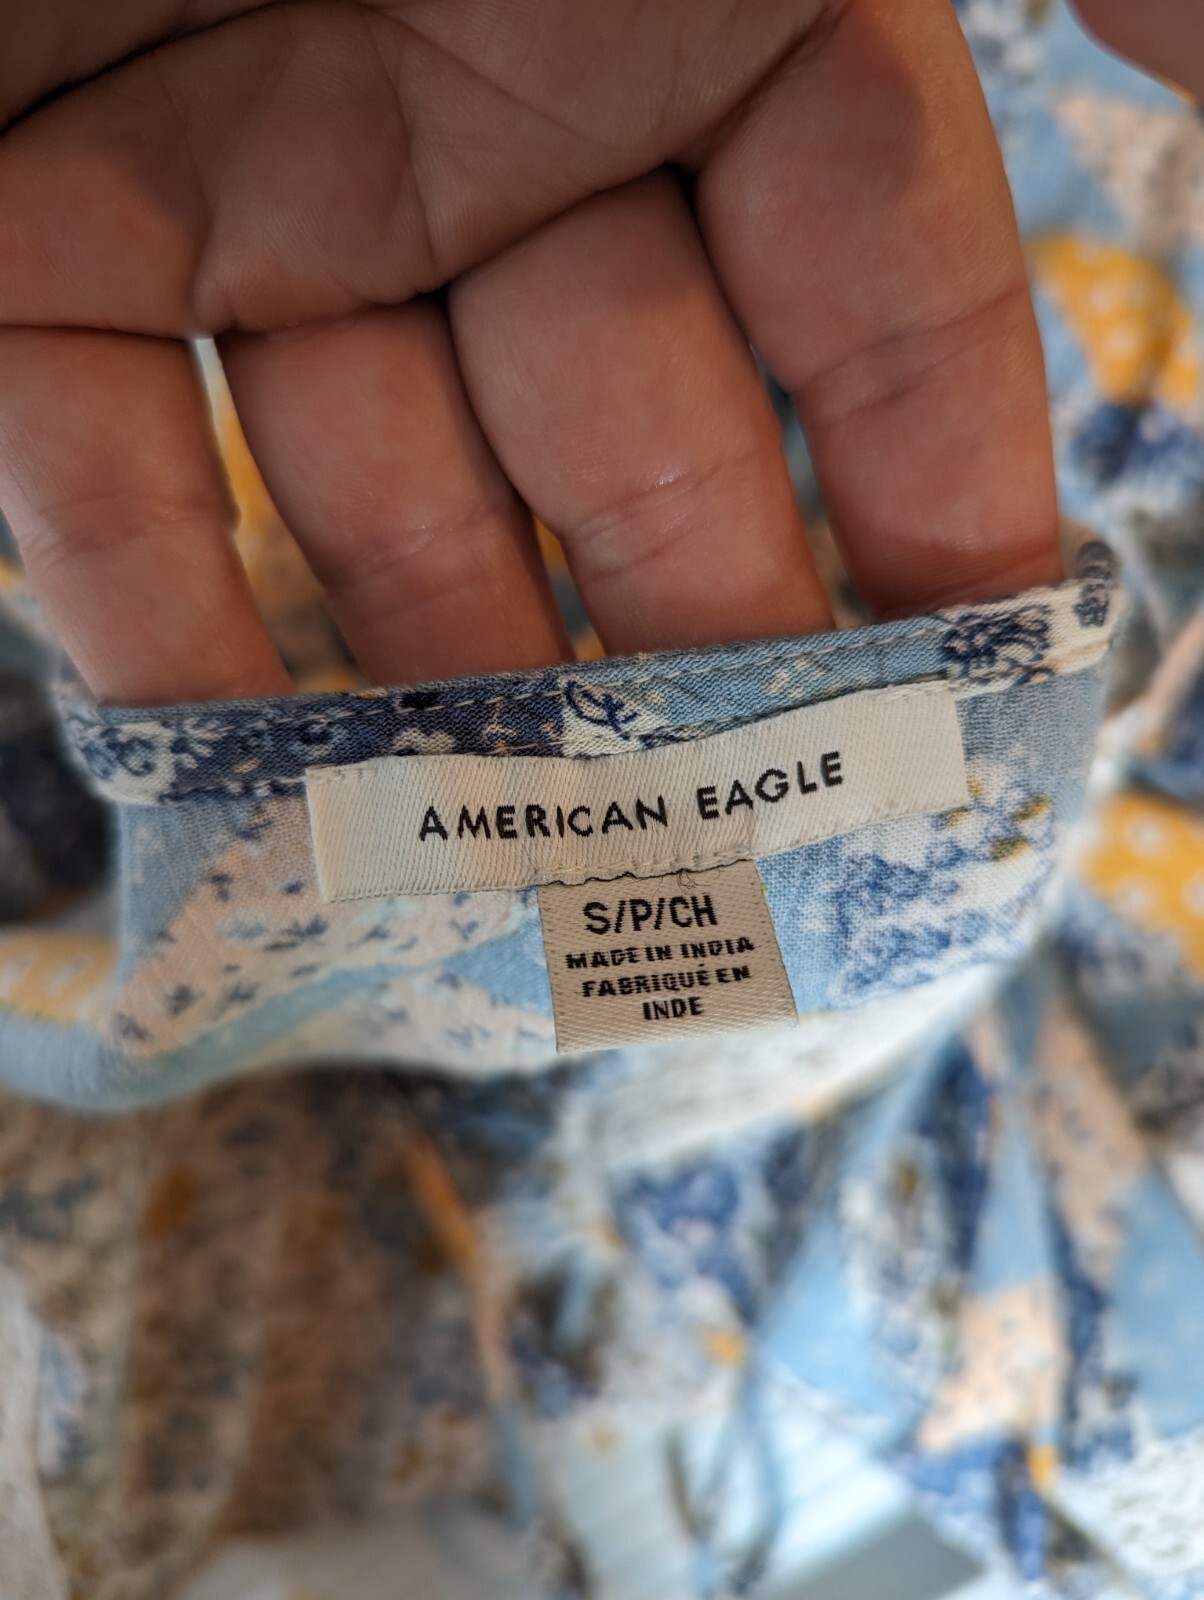 AMERICAN EAGLE
S/P/CH
MADE IN INDIA
FABRIQUÉ EN
INDE